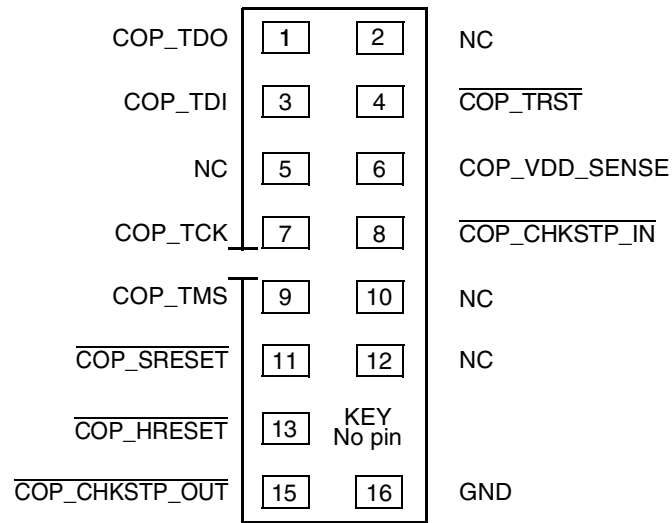 COP_TDO 1 2 NC
COP_TDI 3 4 COP_TRST
NC 5 6 COP_VDD_SENSE
COP_TCK 7 8 COP_CHKSTP_IN
COP_TMS 9 10 NC
COP_SRESET 11 12 NC
COP_HRESET 13 KEY
No pin
COP_CHKSTP_OUT 15 16 GND